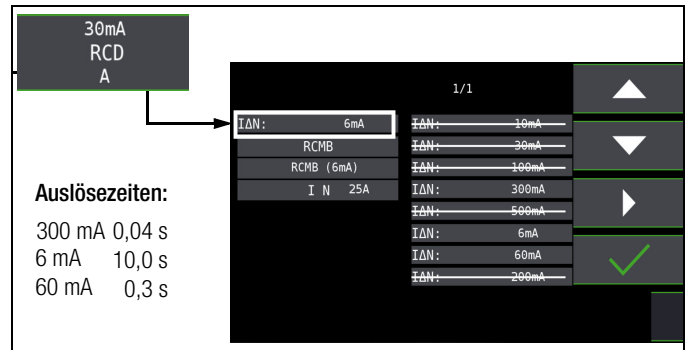 30mA
RCD
A
1/1
IΔN: 6mA
RCMB
RCMB (6mA)
I N 25A
IΔN: 10mA
IΔN: 30mA
IΔN: 100mA
IΔN: 300mA
IΔN: 500mA
IΔN: 6mA
IΔN: 60mA
IΔN: 200mA
Auslösezeiten:
300 mA 0,04 s
6 mA 10,0 s
60 mA 0,3 s